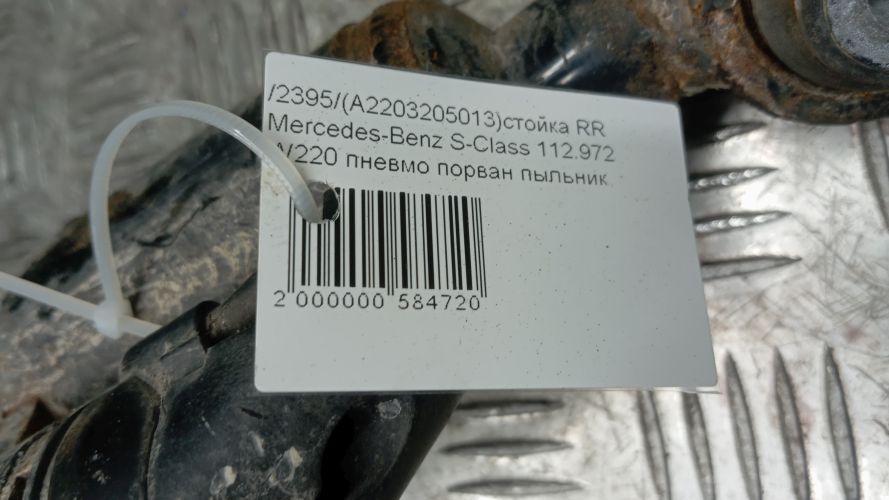 /2395/(A2203205013)стойка RR
Mercedes-Benz S-Class 112.972
W220 пневмо порван пыльник
2 000000 584720